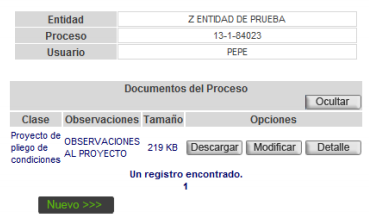 Entidad Z ENTIDAD DE PRUEBA
Proceso 13-1-84023
Usuario PEPE
Documentos del Proceso
Ocultar
Clase Observaciones Tamaño Opciones
Proyecto de pliego de condiciones OBSERVACIONES AL PROYECTO 219 KB Descargar Modificar Detalle
Un registro encontrado.
1
Nuevo >>>